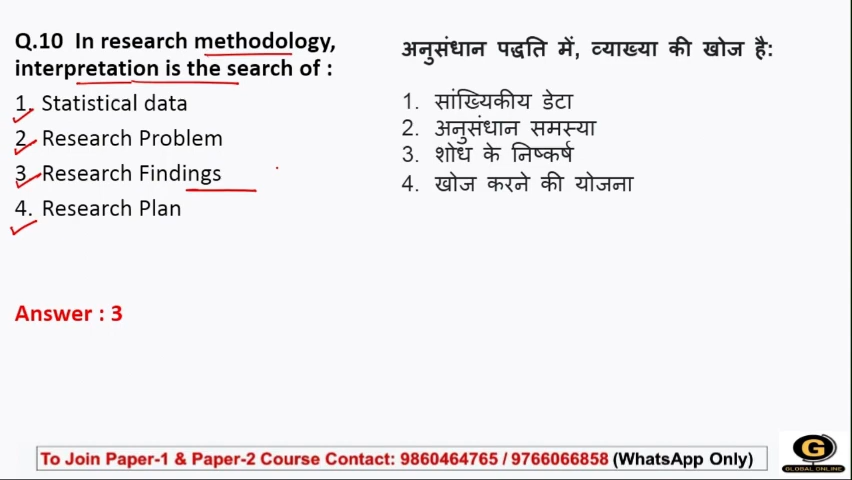 Q.10 In research methodology,
interpretation is the search of :
1. Statistical data
2. Research Problem
3. Research Findings
4. Research Plan
Answer : 3
अनुसंधान पद्धति में, व्याख्या की खोज है:
1. सांख्यिकीय डेटा
2. अनुसंधान समस्या
3. शोध के निष्कर्ष
4. खोज करने की योजना
To Join Paper-1 & Paper-2 Course Contact: 9860464765 / 9766066858 (WhatsApp Only)
G
GLOBAL ONLINE